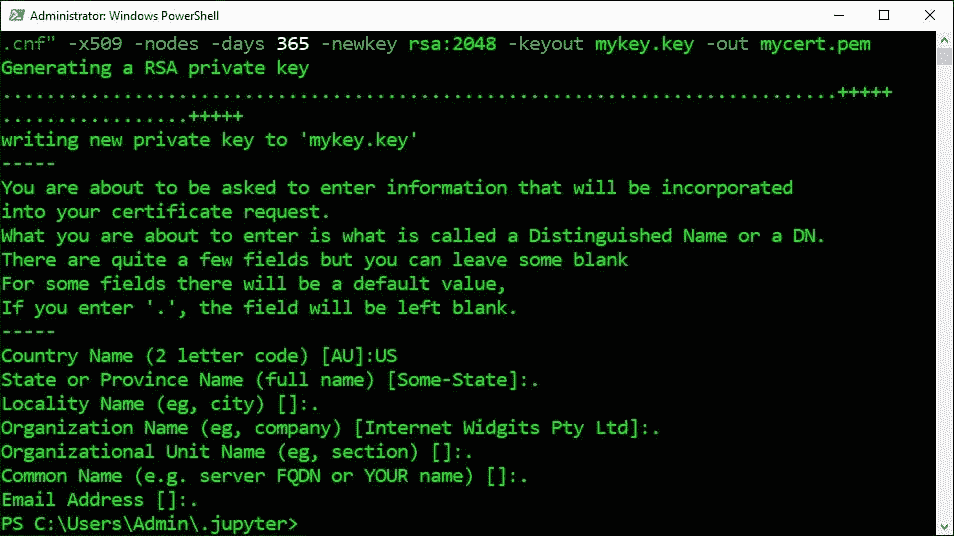 Administrator: Windows PowerShell
.cnf" -x509 -nodes -days 365 -newkey rsa:2048 -keyout mykey.key -out mycert.pem
Generating a RSA private key
...........................................................................+++++
.................+++++
writing new private key to 'mykey.key'
-----
You are about to be asked to enter information that will be incorporated
into your certificate request.
What you are about to enter is what is called a Distinguished Name or a DN.
There are quite a few fields but you can leave some blank
For some fields there will be a default value,
If you enter '.', the field will be left blank.
-----
Country Name (2 letter code) [AU]:US
State or Province Name (full name) [Some-State]:.
Locality Name (eg, city) []:.
Organization Name (eg, company) [Internet Widgits Pty Ltd]:.
Organizational Unit Name (eg, section) []:.
Common Name (e.g. server FQDN or YOUR name) []:.
Email Address []:.
PS C:\Users\Admin\.jupyter>